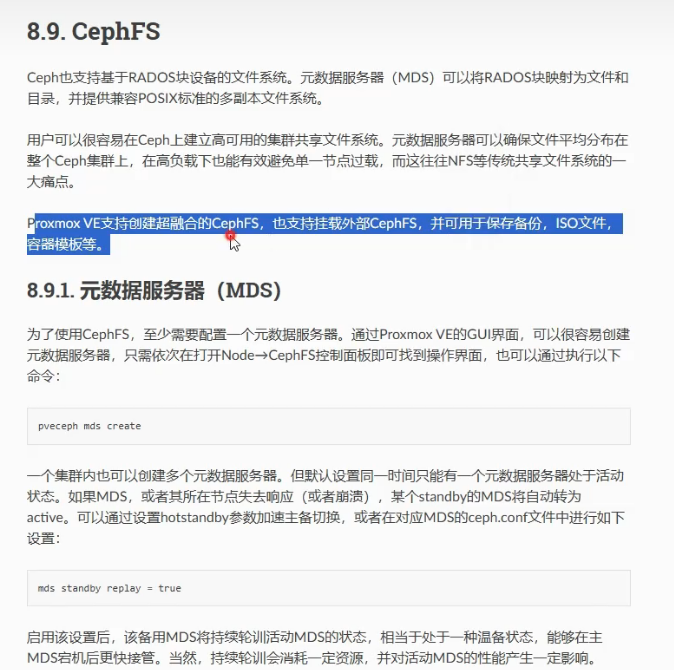 8.9. CephFS
Ceph也支持基于RADOS块设备的文件系统。元数据服务器（MDS）可以将RADOS块映射为文件和
目录，并提供兼容POSIX标准的多副本文件系统。
用户可以很容易在Ceph上建立高可用的集群共享文件系统。元数据服务器可以确保文件平均分布在
整个Ceph集群上，在高负载下也能有效避免单一节点过载，而这往往NFS等传统共享文件系统的一
大痛点。
Proxmox VE支持创建超融合的CephFS，也支持挂载外部CephFS，并可用于保存备份，ISO文件，
容器模板等。
8.9.1. 元数据服务器（MDS）
为了使用CephFS，至少需要配置一个元数据服务器。通过Proxmox VE的GUI界面，可以很容易创建
元数据服务器，只需依次在打开Node→CephFS控制面板即可找到操作界面，也可以通过执行以下
命令：
pveceph mds create
一个集群内也可以创建多个元数据服务器。但默认设置同一时间只能有一个元数据服务器处于活动
状态。如果MDS，或者其所在节点失去响应（或者崩溃），某个standby的MDS将自动转为
active。可以通过设置hotstandby参数加速主备切换，或者在对应MDS的ceph.conf文件中进行如下
设置：
mds standby replay = true
启用该设置后，该备用MDS将持续轮训活动MDS的状态，相当于处于一种温备状态，能够在主
MDS宕机后更快接管。当然，持续轮训会消耗一定资源，并对活动MDS的性能产生一定影响。